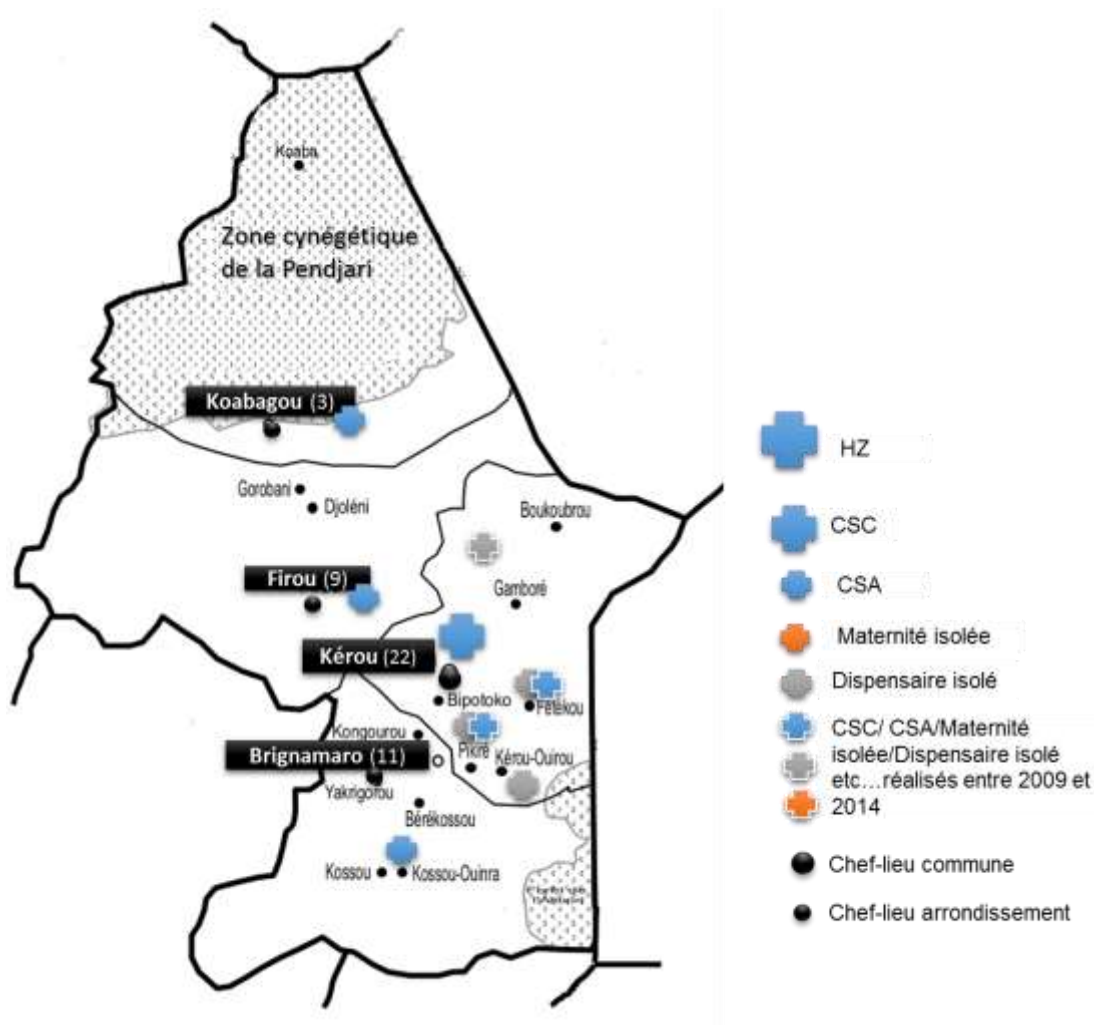 Koaba
Zone cynégétique
de la Pendjari
Koabagou (3)
Gorobani
Djoléni
Boukoubrou
Firou (9)
Gamboré
Kérou (22)
Bipotoko
Fétékou
Kongourou
Pikiré
Kérou-Ouirou
Brignamaro (11)
Yakrigorou
Bérékossou
Kossou
Kossou-Ouinra
HZ
CSC
CSA
Maternité isolée
Dispensaire isolé
CSC/ CSA/Maternité
isolée/Dispensaire isolé
etc…réalisés entre 2009 et
2014
Chef-lieu commune
Chef-lieu arrondissement